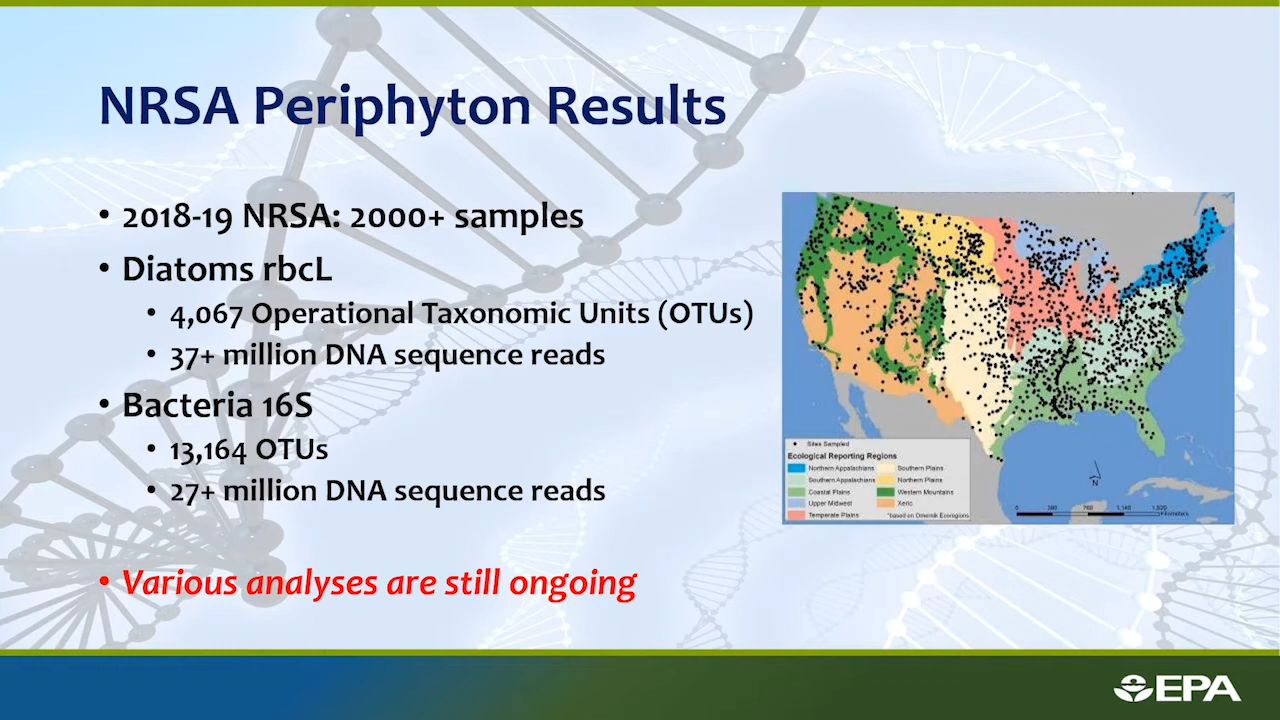 NRSA Periphyton Results
• 2018-19 NRSA: 2000+ samples
• Diatoms rbcL
• 4,067 Operational Taxonomic Units (OTUs)
• 37+ million DNA sequence reads
• Bacteria 16S
• 13,164 OTUs
• 27+ million DNA sequence reads
• Various analyses are still ongoing
Sites Sampled
Ecological Reporting Regions
Northern Appalachians
Southern Plains
Southern Appalachians
Northern Plains
Coastal Plains
Western Mountains
Upper Midwest
Xeric
Temperate Plains
*based on Omernik Ecoregions
N
EPA